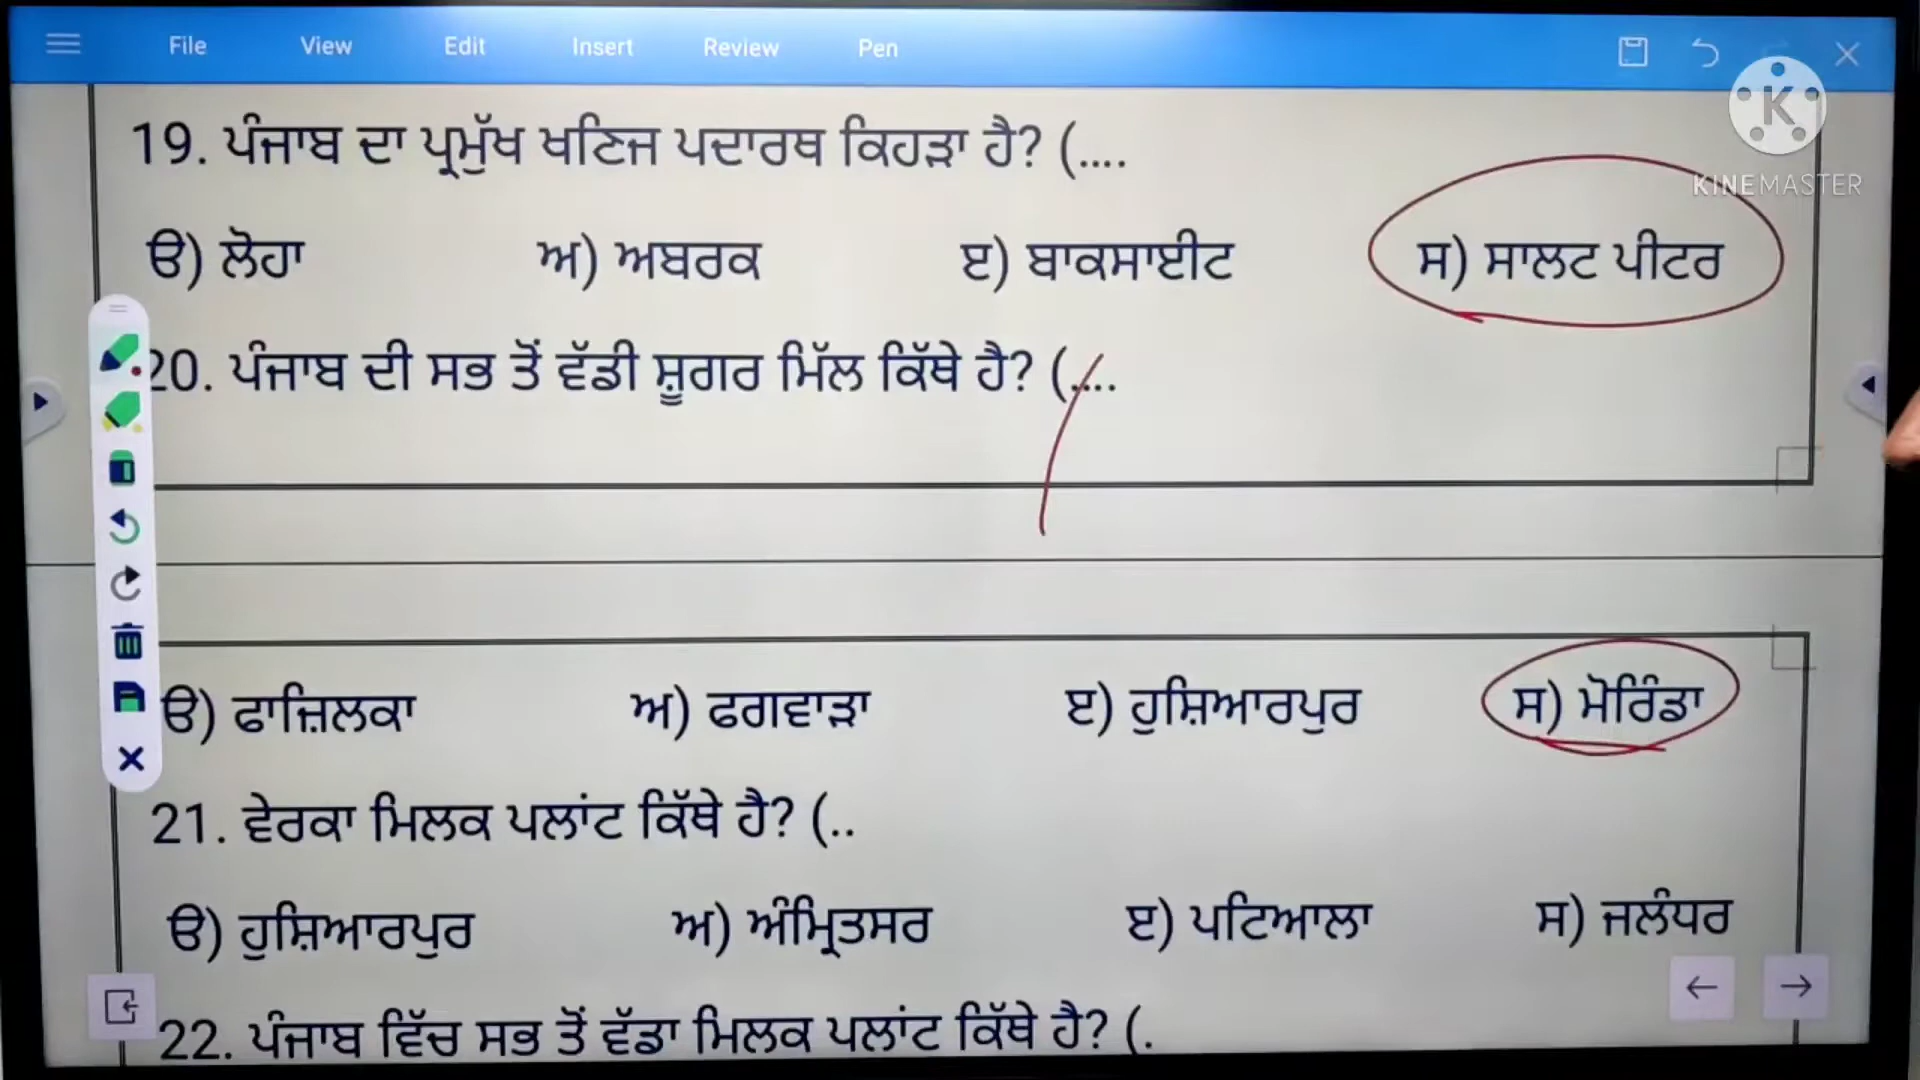 File View Edit Insert Review Pen
KINEMASTER
19. ਪੰਜਾਬ ਦਾ ਪ੍ਰਮੁੱਖ ਖਣਿਜ ਪਦਾਰਥ ਕਿਹੜਾ ਹੈ? (....
ੳ) ਲੋਹਾ ਅ) ਅਬਰਕ ੲ) ਬਾਕਸਾਈਟ ਸ) ਸਾਲਟ ਪੀਟਰ
20. ਪੰਜਾਬ ਦੀ ਸਭ ਤੋਂ ਵੱਡੀ ਸ਼ੂਗਰ ਮਿੱਲ ਕਿੱਥੇ ਹੈ? (....
ੳ) ਫਾਜ਼ਿਲਕਾ ਅ) ਫਗਵਾੜਾ ੲ) ਹੁਸ਼ਿਆਰਪੁਰ ਸ) ਮੋਰਿੰਡਾ
21. ਵੇਰਕਾ ਮਿਲਕ ਪਲਾਂਟ ਕਿੱਥੇ ਹੈ? (..
ੳ) ਹੁਸ਼ਿਆਰਪੁਰ ਅ) ਅੰਮ੍ਰਿਤਸਰ ੲ) ਪਟਿਆਲਾ ਸ) ਜਲੰਧਰ
22. ਪੰਜਾਬ ਵਿੱਚ ਸਭ ਤੋਂ ਵੱਡਾ ਮਿਲਕ ਪਲਾਂਟ ਕਿੱਥੇ ਹੈ? (.